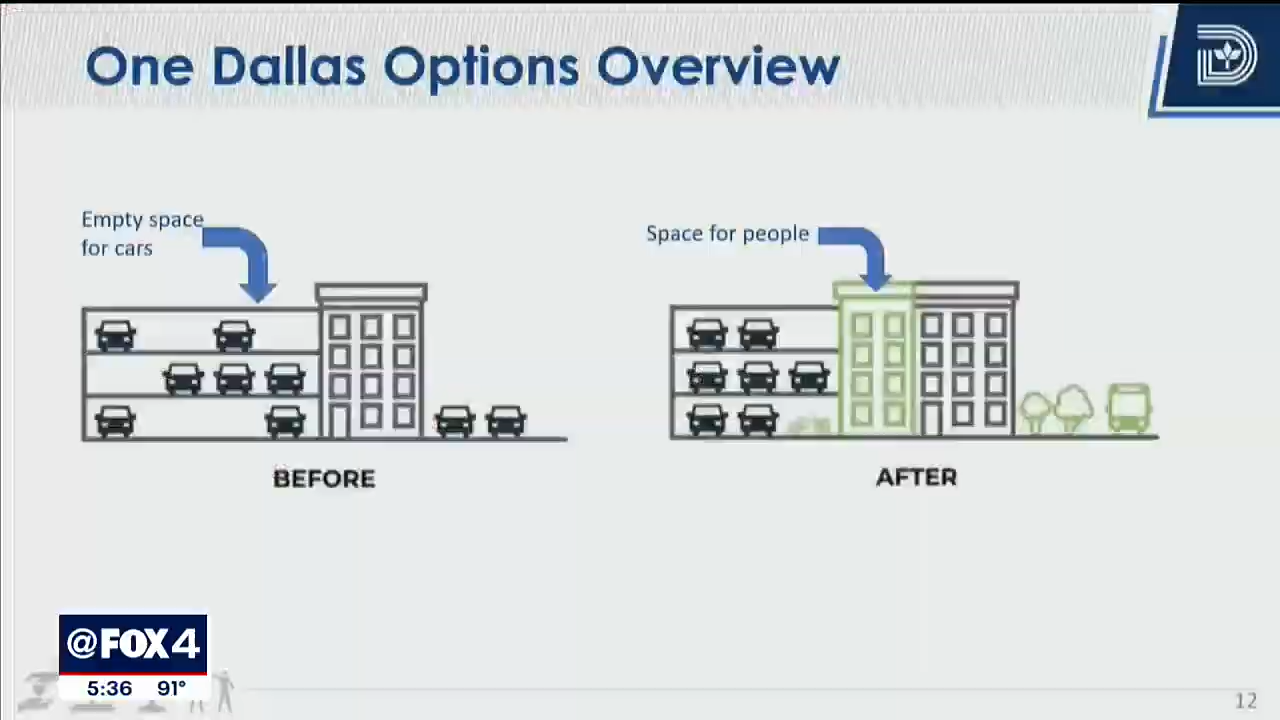 One Dallas Options Overview
Empty space
for cars
Space for people
BEFORE
AFTER
@FOX4
5:36 91°
12